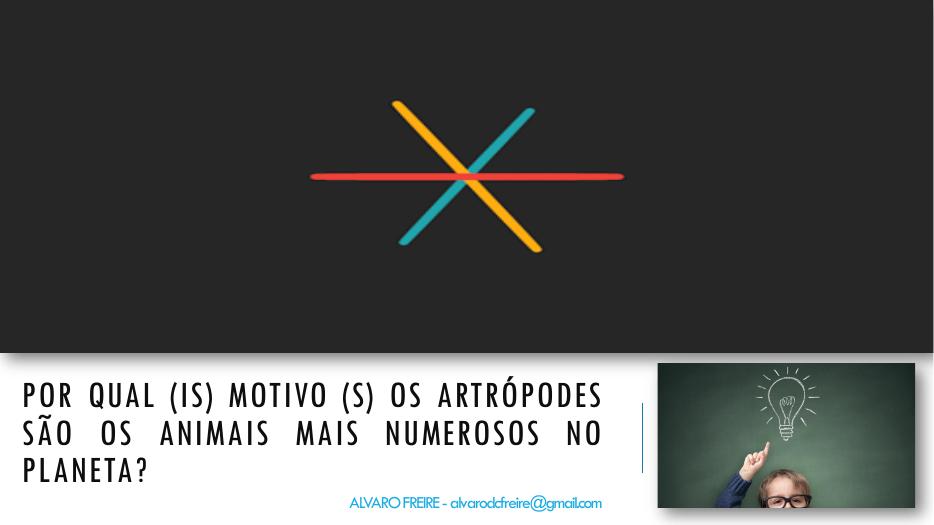 POR QUAL (IS) MOTIVO (S) OS ARTRÓPODES
SÃO OS ANIMAIS MAIS NUMEROSOS NO
PLANETA?
ALVARO FREIRE - alvarodcfreire@gmail.com